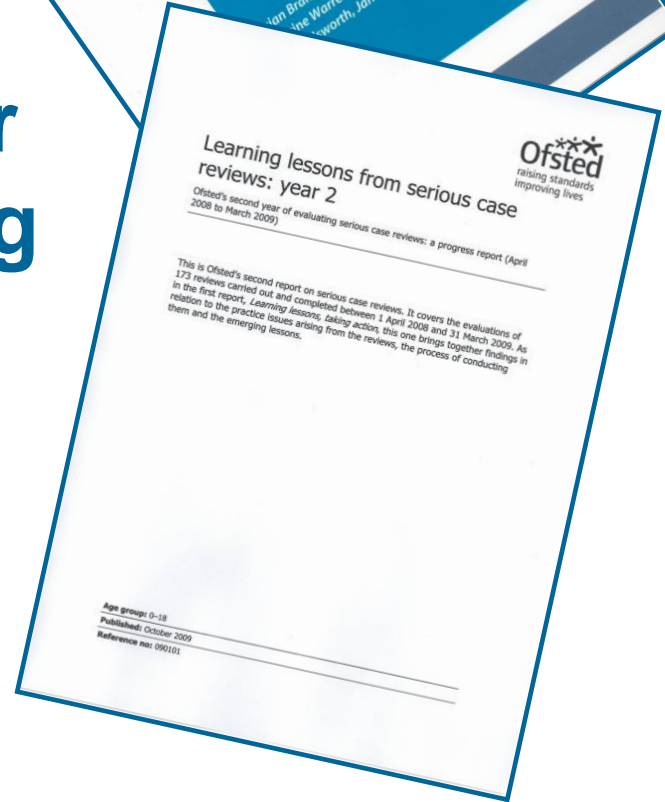 Ofsted
raising standards
improving lives
Learning lessons from serious case
reviews: year 2
Ofsted's second year of evaluating serious case reviews: a progress report (April
2008 to March 2009)
This is Ofsted's second report on serious case reviews. It covers the evaluations of
173 reviews carried out and completed between 1 April 2008 and 31 March 2009. As
in the first report, Learning lessons, taking action, this one brings together findings in
relation to the practice issues arising from the reviews, the process of conducting
them and the emerging lessons.
Age group: 0–18
Published: October 2009
Reference no: 090101